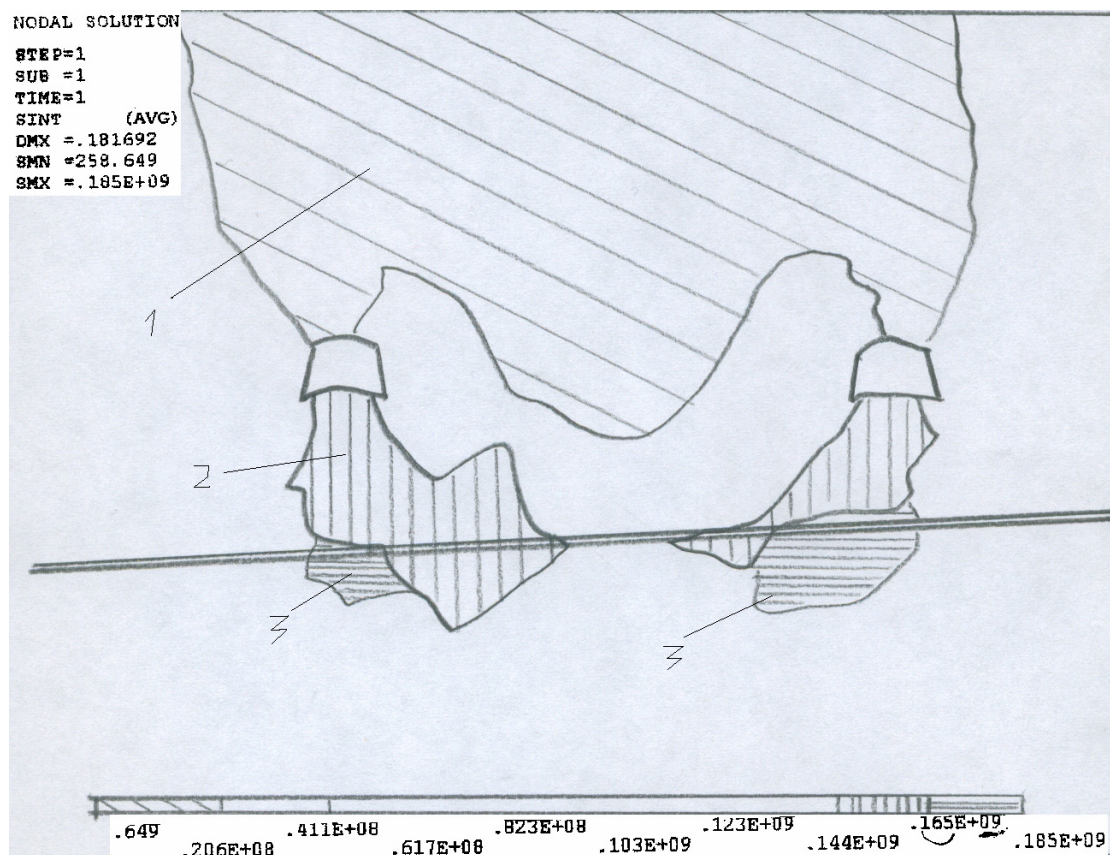 NODAL SOLUTION
STEP=1
SUB =1
TIME=1
SINT (AVG)
DMX =.181692
SMN =258.649
SMX =.185E+09
1
2
3
3
.649 .411E+08 .823E+08 .123E+09 .165E+09
.206E+08 .617E+08 .103E+09 .144E+09 .185E+09